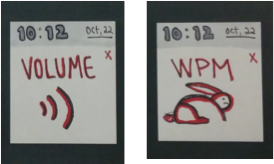 10:12 Oct, 22
x
VOLUME
10:12 Oct, 22
x
WPM